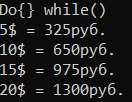 Do{} while()
5$ = 325руб.
10$ = 650руб.
15$ = 975руб.
20$ = 1300руб.